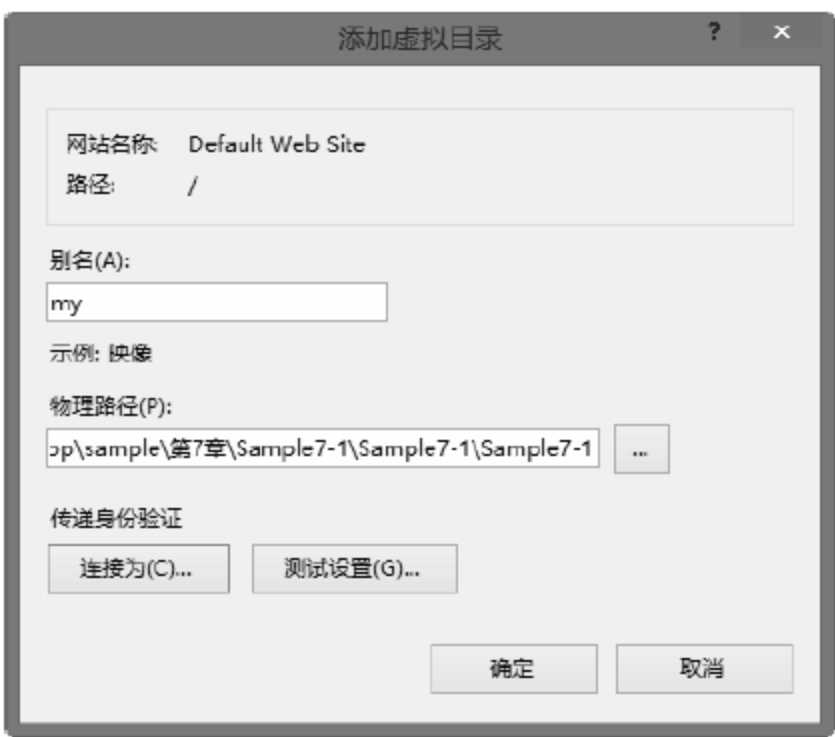 添加虚拟目录
? ×
网站名称: Default Web Site
路径: /
别名(A):
my
示例: 映像
物理路径(P):
op\sample\第7章\Sample7-1\Sample7-1\Sample7-1
...
传递身份验证
连接为(C)... 测试设置(G)...
确定 取消